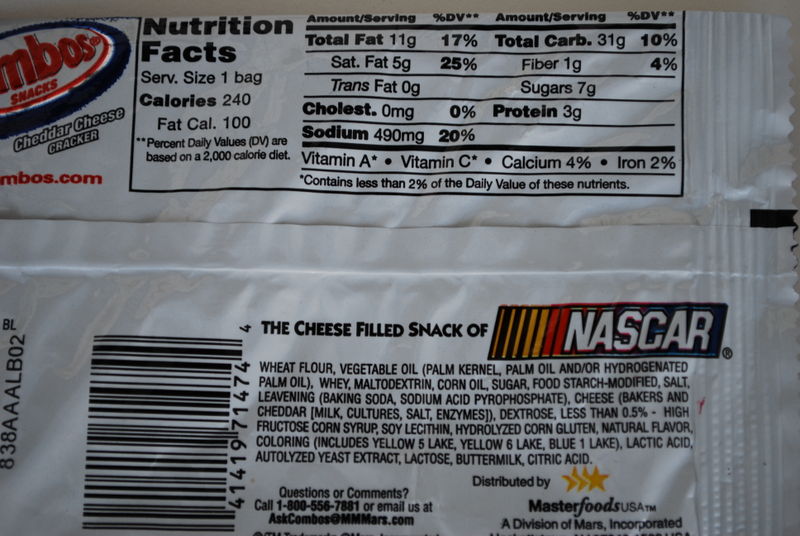 mbos®
SNACKS
Cheddar Cheese
CRACKER
mbos.com
Nutrition
Facts
Serv. Size 1 bag
Calories 240
Fat Cal. 100
**Percent Daily Values (DV) are
based on a 2,000 calorie diet.
Amount/Serving %DV** Amount/Serving %DV**
Total Fat 11g 17% Total Carb. 31g 10%
Sat. Fat 5g 25% Fiber 1g 4%
Trans Fat 0g Sugars 7g
Cholest. 0mg 0% Protein 3g
Sodium 490mg 20%
Vitamin A* • Vitamin C* • Calcium 4% • Iron 2%
*Contains less than 2% of the Daily Value of these nutrients.
BL
838AAALB02
4 14197 1474 4
THE CHEESE FILLED SNACK OF NASCAR®
WHEAT FLOUR, VEGETABLE OIL (PALM KERNEL, PALM OIL AND/OR HYDROGENATED
PALM OIL), WHEY, MALTODEXTRIN, CORN OIL, SUGAR, FOOD STARCH-MODIFIED, SALT,
LEAVENING (BAKING SODA, SODIUM ACID PYROPHOSPHATE), CHEESE (BAKERS AND
CHEDDAR [MILK, CULTURES, SALT, ENZYMES]), DEXTROSE, LESS THAN 0.5% - HIGH
FRUCTOSE CORN SYRUP, SOY LECITHIN, HYDROLYZED CORN GLUTEN, NATURAL FLAVOR,
COLORING (INCLUDES YELLOW 5 LAKE, YELLOW 6 LAKE, BLUE 1 LAKE), LACTIC ACID,
AUTOLYZED YEAST EXTRACT, LACTOSE, BUTTERMILK, CITRIC ACID.
Questions or Comments?
Call 1-800-556-7881 or email us at
AskCombos@MMMars.com
Distributed by
MasterfoodsUSA™
A Division of Mars, Incorporated